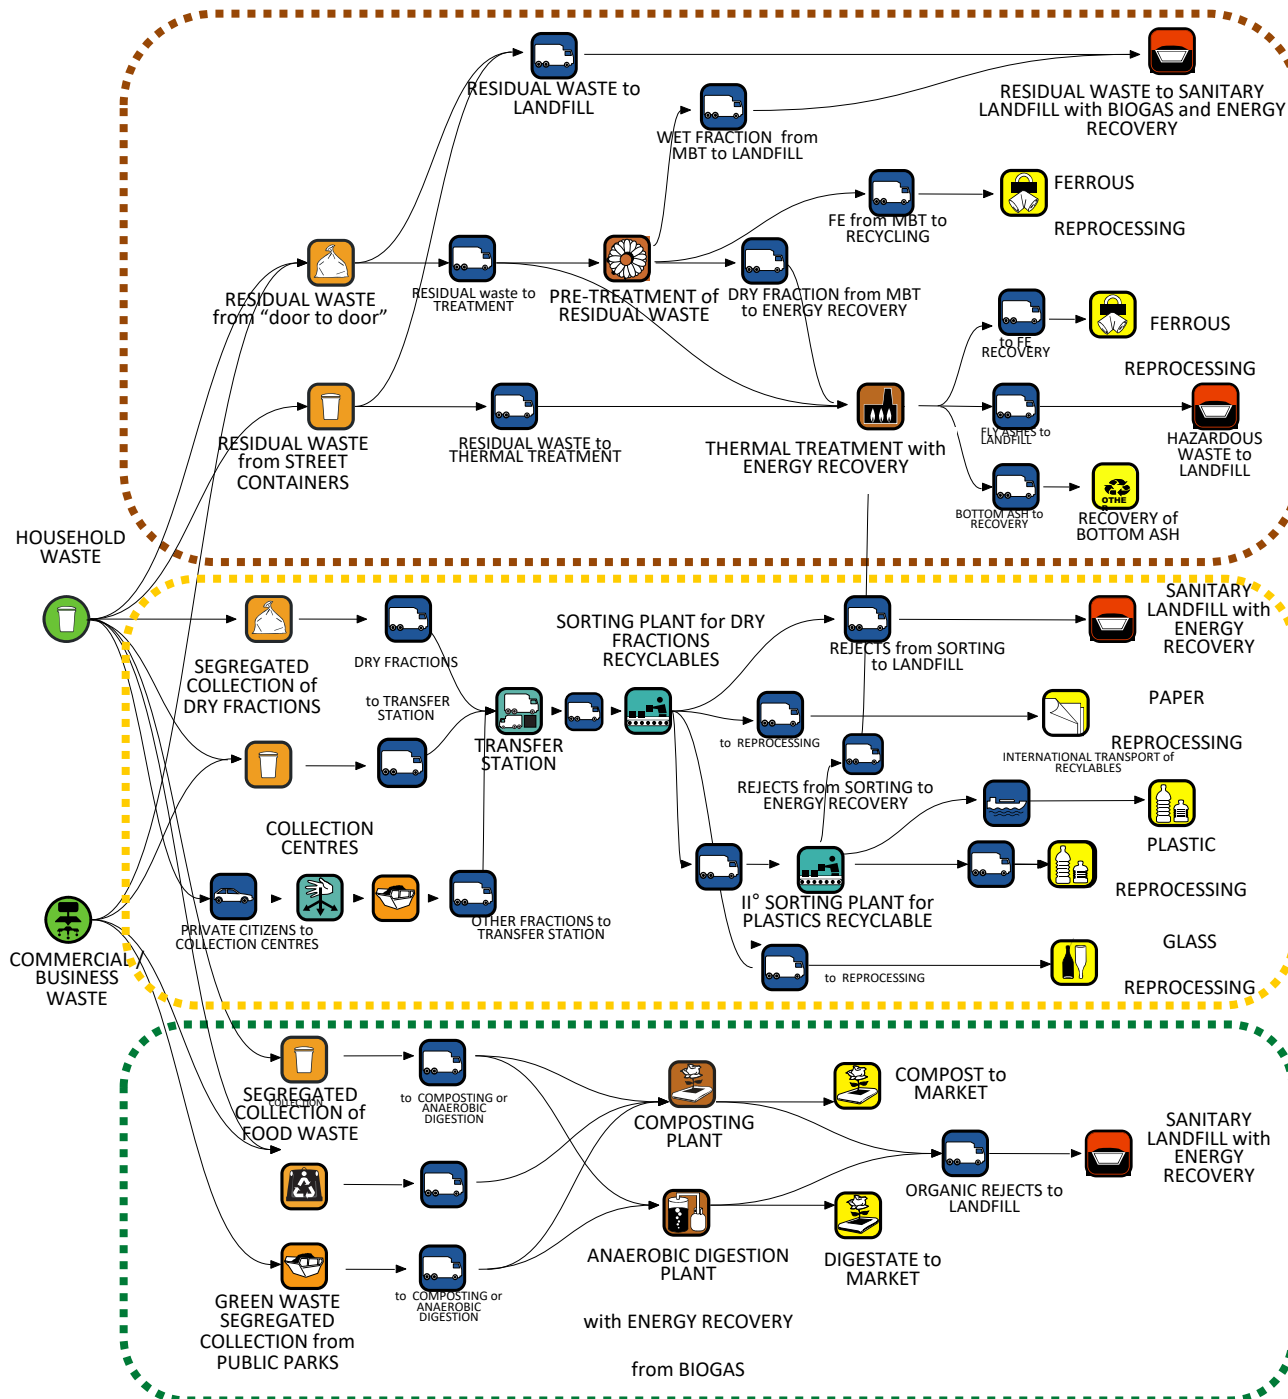 RESIDUAL WASTE to
LANDFILL
RESIDUAL WASTE to SANITARY
LANDFILL with BIOGAS and ENERGY
RECOVERY
WET FRACTION from
MBT to LANDFILL
FERROUS
REPROCESSING
FE from MBT to
RECYCLING
RESIDUAL WASTE
from "door to door"
RESIDUAL waste to
TREATMENT
PRE-TREATMENT of
RESIDUAL WASTE
DRY FRACTION from MBT
to ENERGY RECOVERY
to FE
RECOVERY
FERROUS
REPROCESSING
RESIDUAL WASTE
from STREET
CONTAINERS
RESIDUAL WASTE to
THERMAL TREATMENT
THERMAL TREATMENT with
ENERGY RECOVERY
FLY ASHES to
LANDFILL
HAZARDOUS
WASTE to
LANDFILL
BOTTOM ASH to
RECOVERY
OTHE
RECOVERY of
BOTTOM ASH
HOUSEHOLD
WASTE
SEGREGATED
COLLECTION of
DRY FRACTIONS
DRY FRACTIONS
to TRANSFER
STATION
TRANSFER
STATION
SORTING PLANT for DRY
FRACTIONS
RECYCLABLES
REJECTS from SORTING
to LANDFILL
SANITARY
LANDFILL with
ENERGY
RECOVERY
to REPROCESSING
PAPER
REPROCESSING
INTERNATIONAL TRANSPORT of
RECYLABLES
REJECTS from SORTING to
ENERGY RECOVERY
PLASTIC
REPROCESSING
COLLECTION
CENTRES
PRIVATE CITIZENS to
COLLECTION CENTRES
OTHER FRACTIONS to
TRANSFER STATION
II° SORTING PLANT for
PLASTICS RECYCLABLE
COMMERCIAL/
BUSINESS
WASTE
to REPROCESSING
GLASS
REPROCESSING
SEGREGATED
COLLECTION
COLLECTION of
FOOD WASTE
to COMPOSTING or
ANAEROBIC
DIGESTION
COMPOSTING
PLANT
COMPOST to
MARKET
ORGANIC REJECTS to
LANDFILL
SANITARY
LANDFILL with
ENERGY
RECOVERY
GREEN WASTE
SEGREGATED
COLLECTION from
PUBLIC PARKS
to COMPOSTING or
ANAEROBIC
DIGESTION
ANAEROBIC DIGESTION
PLANT
with ENERGY RECOVERY
from BIOGAS
DIGESTATE to
MARKET